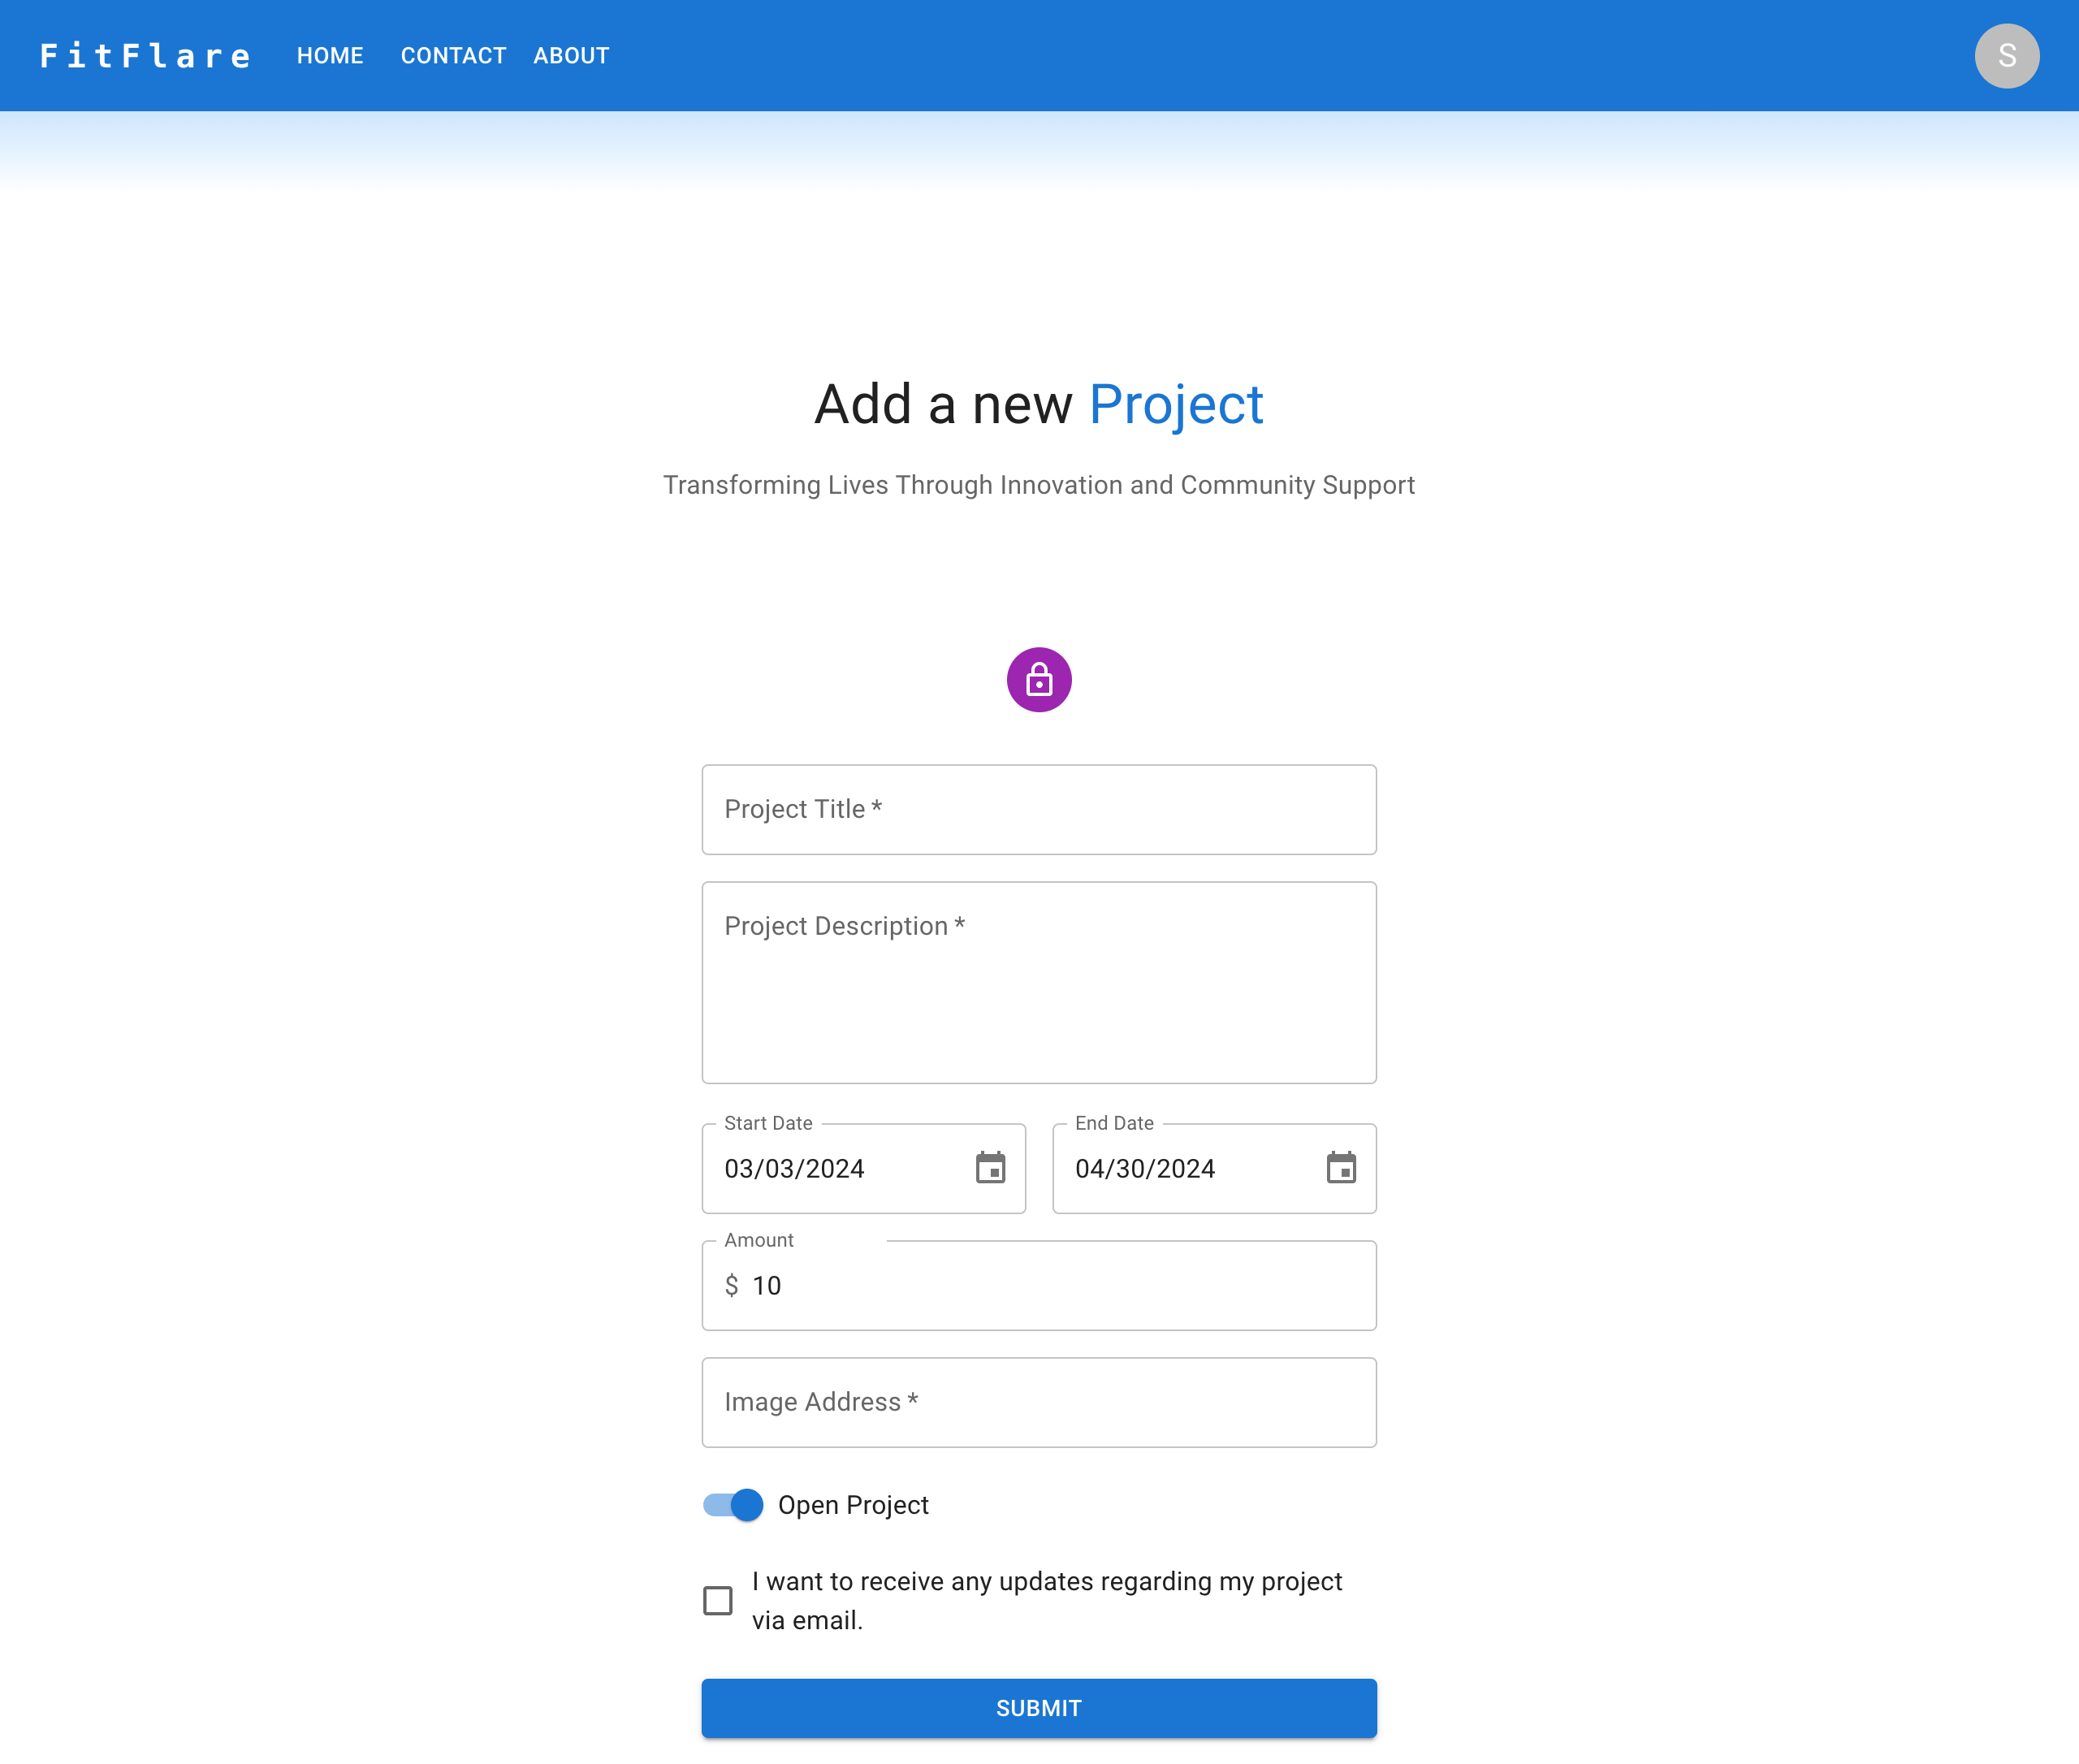 FitFlare HOME CONTACT ABOUT S
Add a new Project
Transforming Lives Through Innovation and Community Support
Project Title *
Project Description *
Start Date End Date
03/03/2024 04/30/2024
Amount
$ 10
Image Address *
Open Project
I want to receive any updates regarding my project
via email.
SUBMIT